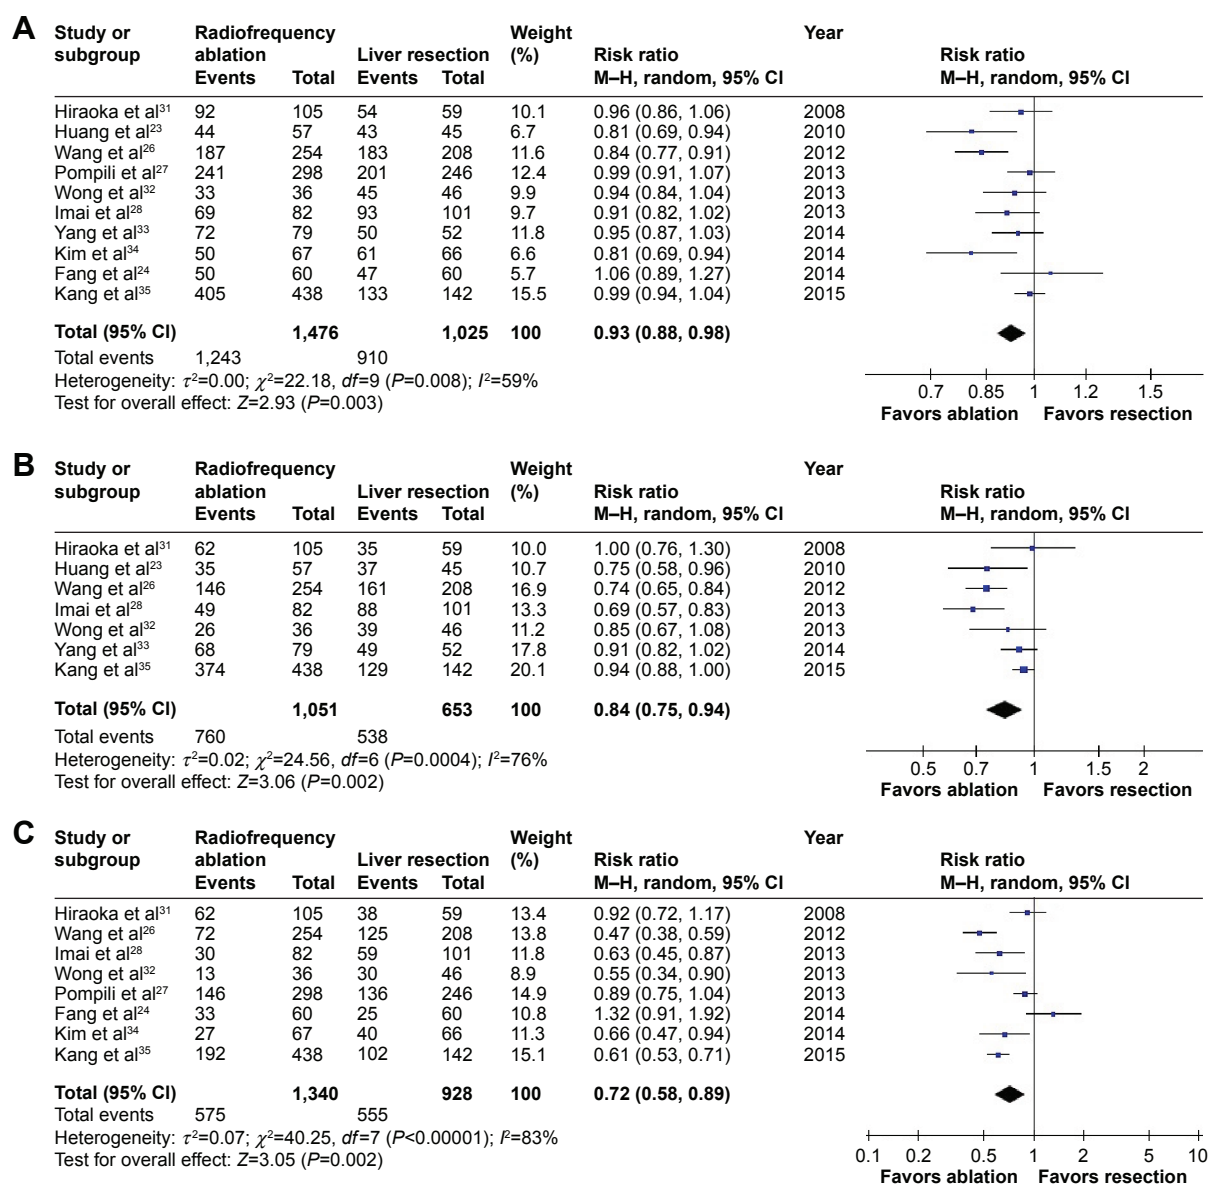 A
Study or subgroup Radiofrequency ablation Liver resection Weight (%) Risk ratio Year Risk ratio
Events Total Events Total M–H, random, 95% CI M–H, random, 95% CI
Hiraoka et al31 92 105 54 59 10.1 0.96 (0.86, 1.06) 2008
Huang et al23 44 57 43 45 6.7 0.81 (0.69, 0.94) 2010
Wang et al26 187 254 183 208 11.6 0.84 (0.77, 0.91) 2012
Pompili et al27 241 298 201 246 12.4 0.99 (0.91, 1.07) 2013
Wong et al32 33 36 45 46 9.9 0.94 (0.84, 1.04) 2013
Imai et al28 69 82 93 101 9.7 0.91 (0.82, 1.02) 2013
Yang et al33 72 79 50 52 11.8 0.95 (0.87, 1.03) 2014
Kim et al34 50 67 61 66 6.6 0.81 (0.69, 0.94) 2014
Fang et al24 50 60 47 60 5.7 1.06 (0.89, 1.27) 2014
Kang et al35 405 438 133 142 15.5 0.99 (0.94, 1.04) 2015
Total (95% CI) 1,476 1,025 100 0.93 (0.88, 0.98)
Total events 1,243 910
Heterogeneity: τ2=0.00; χ2=22.18, df=9 (P=0.008); I2=59%
Test for overall effect: Z=2.93 (P=0.003)
0.7 0.85 1 1.2 1.5
Favors ablation Favors resection
B
Study or subgroup Radiofrequency ablation Liver resection Weight (%) Risk ratio Year Risk ratio
Events Total Events Total M–H, random, 95% CI M–H, random, 95% CI
Hiraoka et al31 62 105 35 59 10.0 1.00 (0.76, 1.30) 2008
Huang et al23 35 57 37 45 10.7 0.75 (0.58, 0.96) 2010
Wang et al26 146 254 161 208 16.9 0.74 (0.65, 0.84) 2012
Imai et al28 49 82 88 101 13.3 0.69 (0.57, 0.83) 2013
Wong et al32 26 36 39 46 11.2 0.85 (0.67, 1.08) 2013
Yang et al33 68 79 49 52 17.8 0.91 (0.82, 1.02) 2014
Kang et al35 374 438 129 142 20.1 0.94 (0.88, 1.00) 2015
Total (95% CI) 1,051 653 100 0.84 (0.75, 0.94)
Total events 760 538
Heterogeneity: τ2=0.02; χ2=24.56, df=6 (P=0.0004); I2=76%
Test for overall effect: Z=3.06 (P=0.002)
0.5 0.7 1 1.5 2
Favors ablation Favors resection
C
Study or subgroup Radiofrequency ablation Liver resection Weight (%) Risk ratio Year Risk ratio
Events Total Events Total M–H, random, 95% CI M–H, random, 95% CI
Hiraoka et al31 62 105 38 59 13.4 0.92 (0.72, 1.17) 2008
Wang et al26 72 254 125 208 13.8 0.47 (0.38, 0.59) 2012
Imai et al28 30 82 59 101 11.8 0.63 (0.45, 0.87) 2013
Wong et al32 13 36 30 46 8.9 0.55 (0.34, 0.90) 2013
Pompili et al27 146 298 136 246 14.9 0.89 (0.75, 1.04) 2013
Fang et al24 33 60 25 60 10.8 1.32 (0.91, 1.92) 2014
Kim et al34 27 67 40 66 11.3 0.66 (0.47, 0.94) 2014
Kang et al35 192 438 102 142 15.1 0.61 (0.53, 0.71) 2015
Total (95% CI) 1,340 928 100 0.72 (0.58, 0.89)
Total events 575 555
Heterogeneity: τ2=0.07; χ2=40.25, df=7 (P<0.00001); I2=83%
Test for overall effect: Z=3.05 (P=0.002)
0.1 0.2 0.5 1 2 5 10
Favors ablation Favors resection